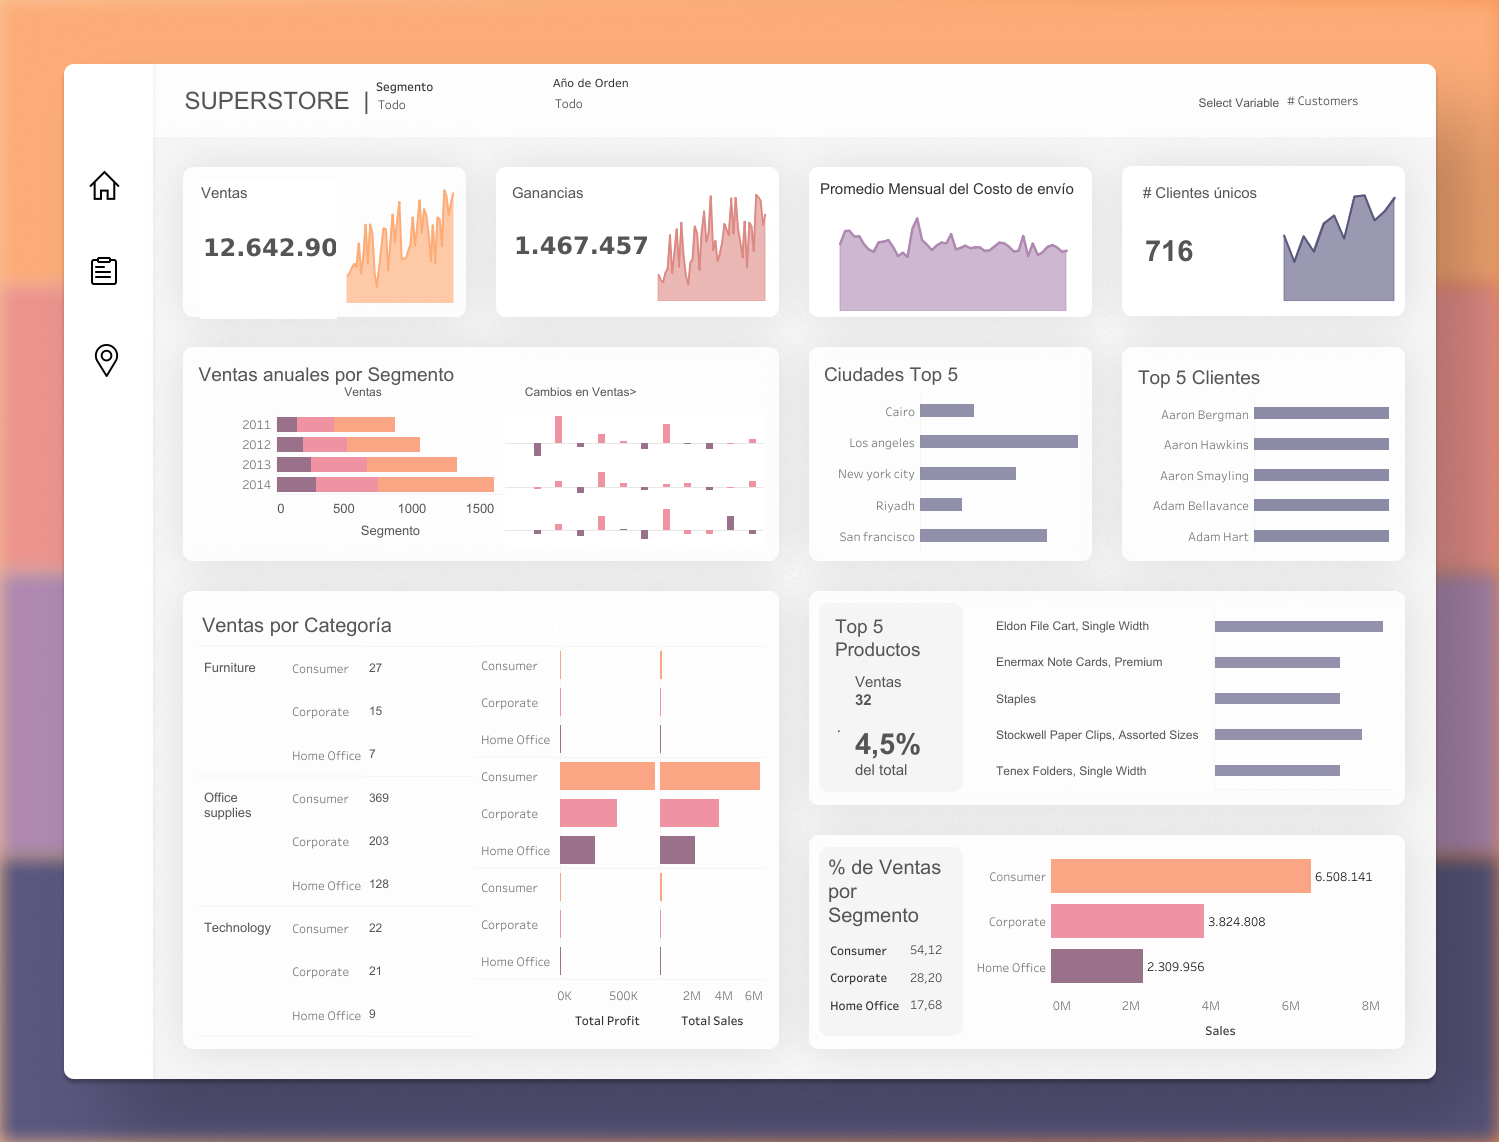 SUPERSTORE |
Segmento
Todo
Año de Orden
Todo
Select Variable # Customers
Ventas
12.642.90
Ganancias
1.467.457
Promedio Mensual del Costo de envío
# Clientes únicos
716
Ventas anuales por Segmento
Ventas
Cambios en Ventas>
2011
2012
2013
2014
0 500 1000 1500
Segmento
Ciudades Top 5
Cairo
Los angeles
New york city
Riyadh
San francisco
Top 5 Clientes
Aaron Bergman
Aaron Hawkins
Aaron Smayling
Adam Bellavance
Adam Hart
Ventas por Categoría
Furniture Consumer 27
Corporate 15
Home Office 7
Office
supplies
Consumer 369
Corporate 203
Home Office 128
Technology Consumer 22
Corporate 21
Home Office 9
Consumer
Corporate
Home Office
Consumer
Corporate
Home Office
Consumer
Corporate
Home Office
0K 500K 2M 4M 6M
Total Profit Total Sales
Top 5
Productos
Ventas
32
.
4,5%
del total
Eldon File Cart, Single Width
Enermax Note Cards, Premium
Staples
Stockwell Paper Clips, Assorted Sizes
Tenex Folders, Single Width
% de Ventas
por
Segmento
Consumer 54,12
Corporate 28,20
Home Office 17,68
Consumer 6.508.141
Corporate 3.824.808
Home Office 2.309.956
0M 2M 4M 6M 8M
Sales